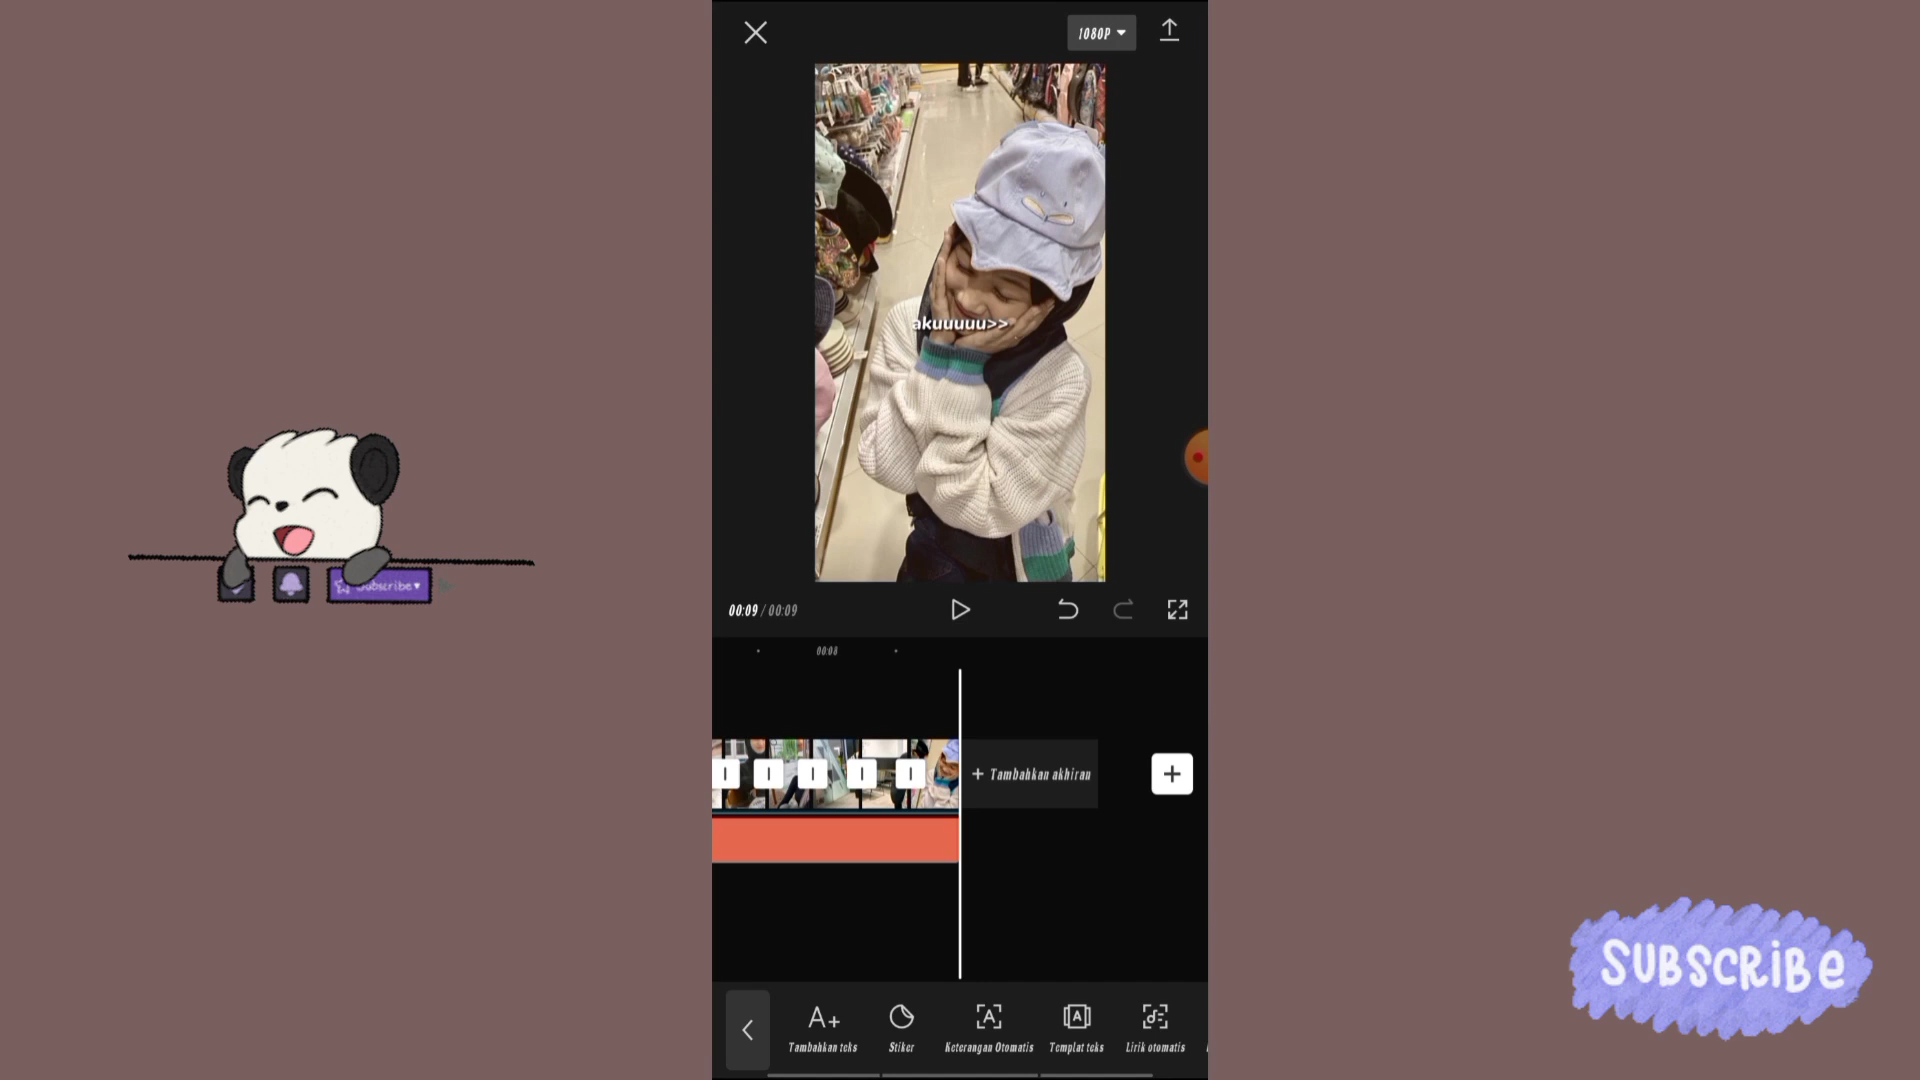 1080P
akuuuuu>>
00:09 / 00:09
00:08
+ Tambahkan akhiran
Tambahkan teks
Stiker
Keterangan Otomatis
Templat teks
Lirik otomatis
Subscribe
SUBSCRIBE